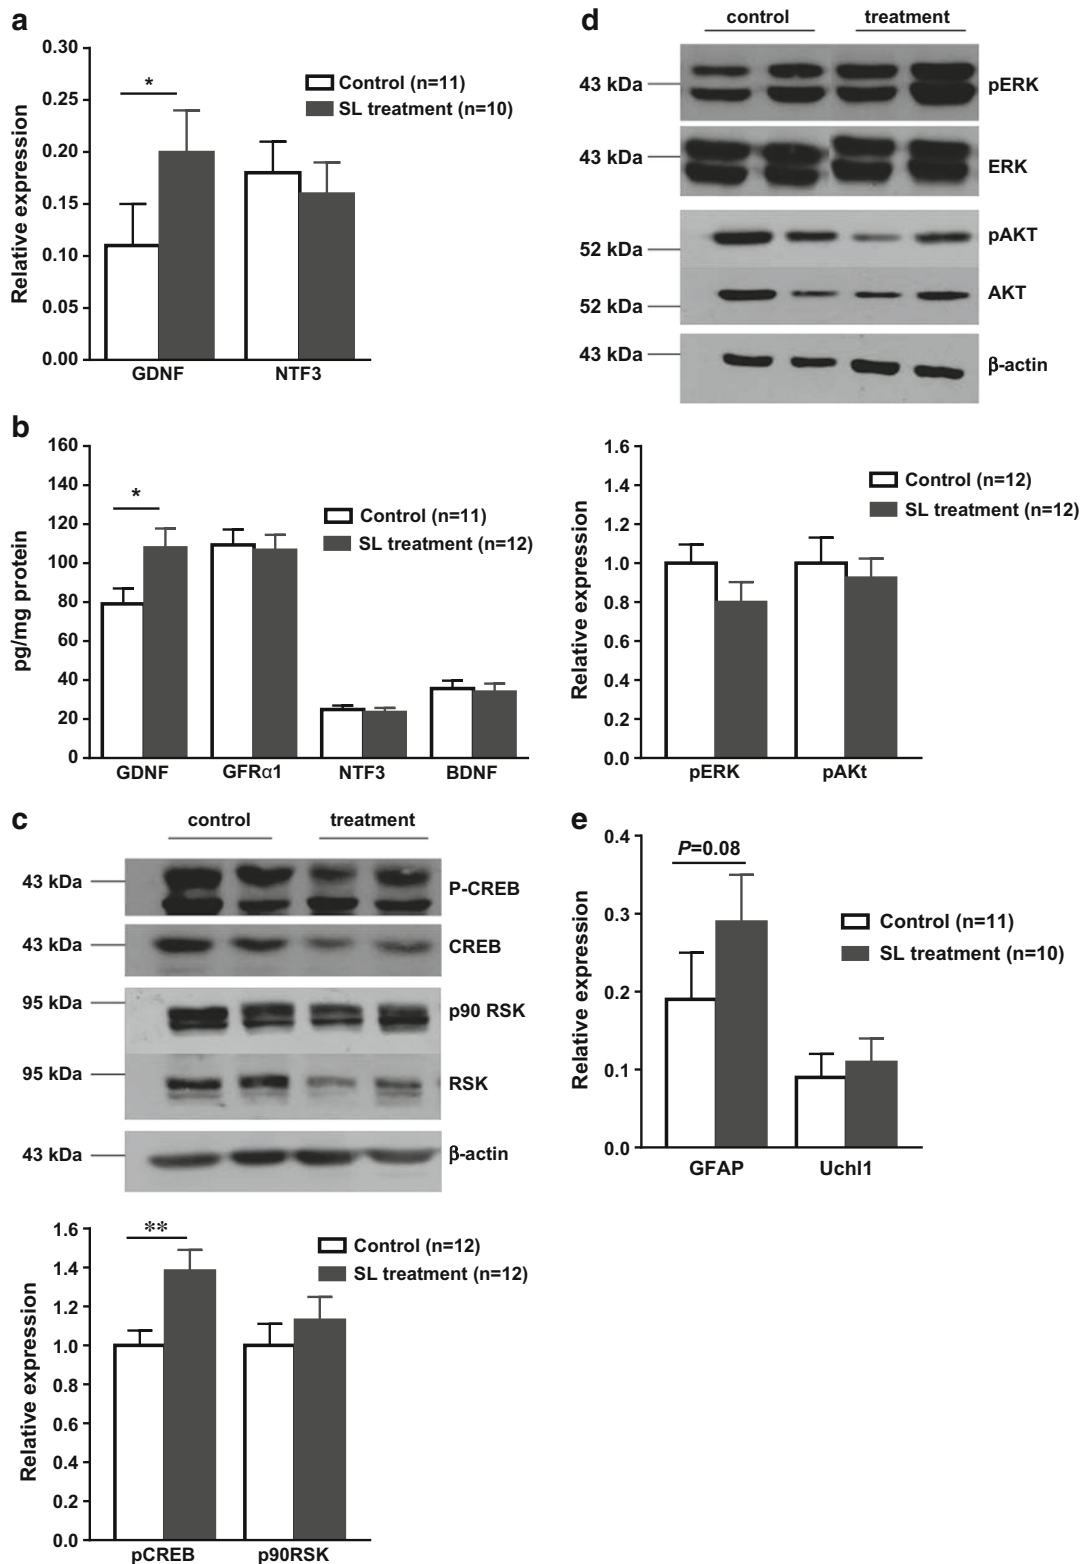 a
0.30
0.25
0.20
0.15
0.10
0.05
0.00
Relative expression
*
Control (n=11)
SL treatment (n=10)
GDNF NTF3
b
160
140
120
100
80
60
40
20
0
pg/mg protein
*
Control (n=11)
SL treatment (n=12)
GDNF GFRα1 NTF3 BDNF
c
control treatment
43 kDa P-CREB
43 kDa CREB
95 kDa p90 RSK
95 kDa RSK
43 kDa β-actin
1.6
1.4
1.2
1.0
0.8
0.6
0.4
0.2
0.0
Relative expression
**
Control (n=12)
SL treatment (n=12)
pCREB p90RSK
d
control treatment
43 kDa pERK
43 kDa ERK
52 kDa pAKT
52 kDa AKT
43 kDa β-actin
1.6
1.4
1.2
1.0
0.8
0.6
0.4
0.2
0.0
Relative expression
Control (n=12)
SL treatment (n=12)
pERK pAKt
e
0.4
0.3
0.2
0.1
0.0
Relative expression
P=0.08
Control (n=11)
SL treatment (n=10)
GFAP Uchl1